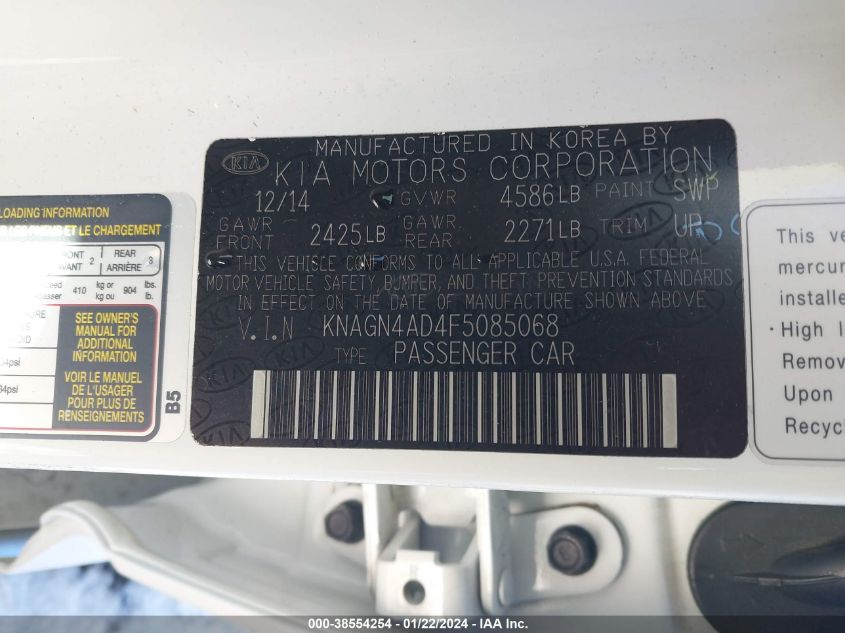 MANUFACTURED IN KOREA BY
KIA KIA MOTORS CORPORATION
12/14 GVWR 4586LB PAINT SWP
GAWR FRONT 2425LB GAWR REAR 2271LB TRIM UP
THIS VEHICLE CONFORMS TO ALL APPLICABLE U.S.A. FEDERAL
MOTOR VEHICLE SAFETY, BUMPER, AND THEFT PREVENTION STANDARDS
IN EFFECT ON THE DATE OF MANUFACTURE SHOWN ABOVE
V.I.N KNAGN4AD4F5085068
TYPE PASSENGER CAR
LOADING INFORMATION
ET LE CHARGEMENT
2 REAR ARRIÈRE 3
kg or kg ou lbs. lb.
410 904
SEE OWNER'S
MANUAL FOR
ADDITIONAL
INFORMATION
VOIR LE MANUEL
DE L'USAGER
POUR PLUS DE
RENSEIGNEMENTS
B5
This
mercur
installe
· High
Remov
Upon
Recyc
000-38554254 - 01/22/2024 - IAA Inc.